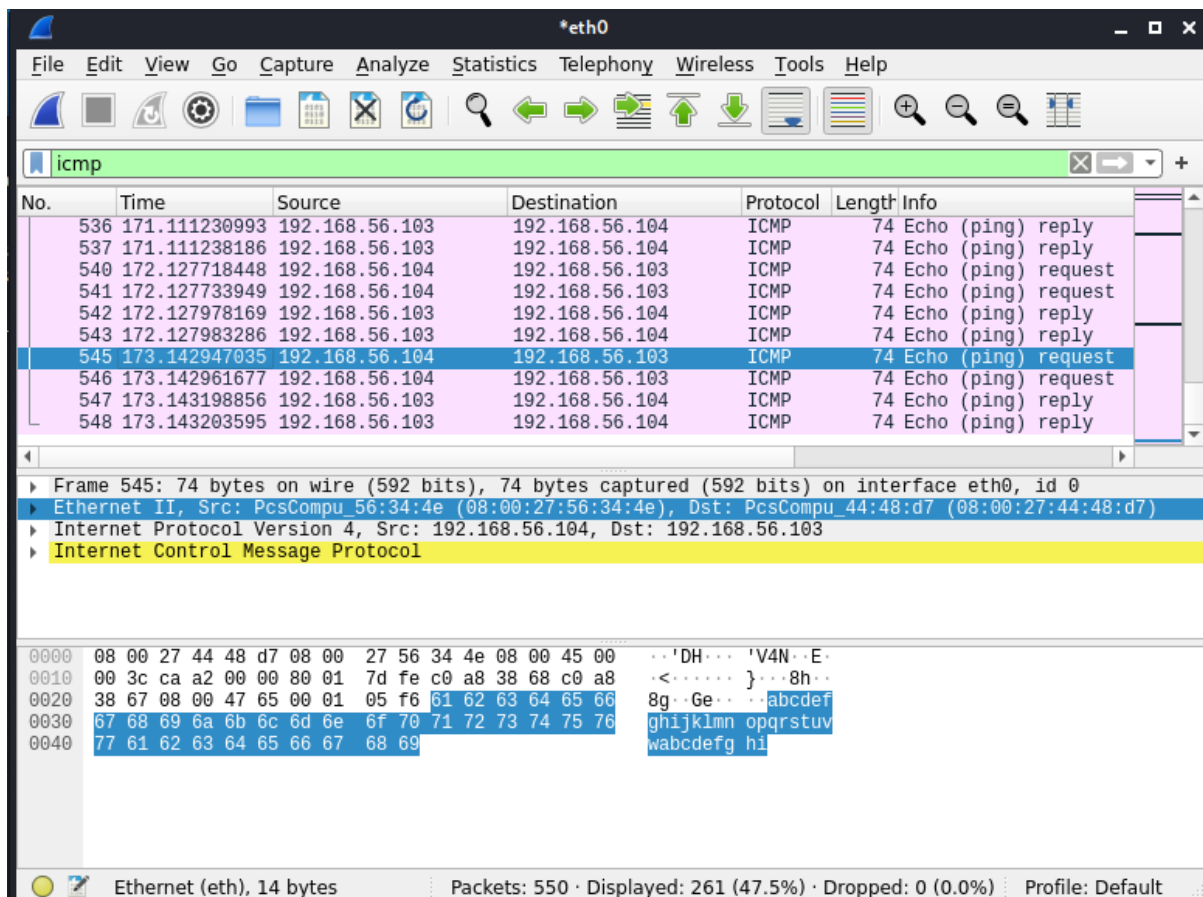 *eth0
File Edit View Go Capture Analyze Statistics Telephony Wireless Tools Help
icmp
No. Time Source Destination Protocol Length Info
536 171.111230993 192.168.56.103 192.168.56.104 ICMP 74 Echo (ping) reply
537 171.111238186 192.168.56.103 192.168.56.104 ICMP 74 Echo (ping) reply
540 172.127718448 192.168.56.104 192.168.56.103 ICMP 74 Echo (ping) request
541 172.127733949 192.168.56.104 192.168.56.103 ICMP 74 Echo (ping) request
542 172.127978169 192.168.56.103 192.168.56.104 ICMP 74 Echo (ping) reply
543 172.127983286 192.168.56.103 192.168.56.104 ICMP 74 Echo (ping) reply
545 173.142947035 192.168.56.104 192.168.56.103 ICMP 74 Echo (ping) request
546 173.142961677 192.168.56.104 192.168.56.103 ICMP 74 Echo (ping) request
547 173.143198856 192.168.56.103 192.168.56.104 ICMP 74 Echo (ping) reply
548 173.143203595 192.168.56.103 192.168.56.104 ICMP 74 Echo (ping) reply
Frame 545: 74 bytes on wire (592 bits), 74 bytes captured (592 bits) on interface eth0, id 0
Ethernet II, Src: PcsCompu_56:34:4e (08:00:27:56:34:4e), Dst: PcsCompu_44:48:d7 (08:00:27:44:48:d7)
Internet Protocol Version 4, Src: 192.168.56.104, Dst: 192.168.56.103
Internet Control Message Protocol
0000 08 00 27 44 48 d7 08 00 27 56 34 4e 08 00 45 00 ··'DH··· 'V4N··E·
0010 00 3c ca a2 00 00 80 01 7d fe c0 a8 38 68 c0 a8 ·<······ }···8h··
0020 38 67 08 00 47 65 00 01 05 f6 61 62 63 64 65 66 8g··Ge·· ··abcdef
0030 67 68 69 6a 6b 6c 6d 6e 6f 70 71 72 73 74 75 76 ghijklmn opqrstuv
0040 77 61 62 63 64 65 66 67 68 69 wabcdefg hi
Ethernet (eth), 14 bytes Packets: 550 · Displayed: 261 (47.5%) · Dropped: 0 (0.0%) Profile: Default